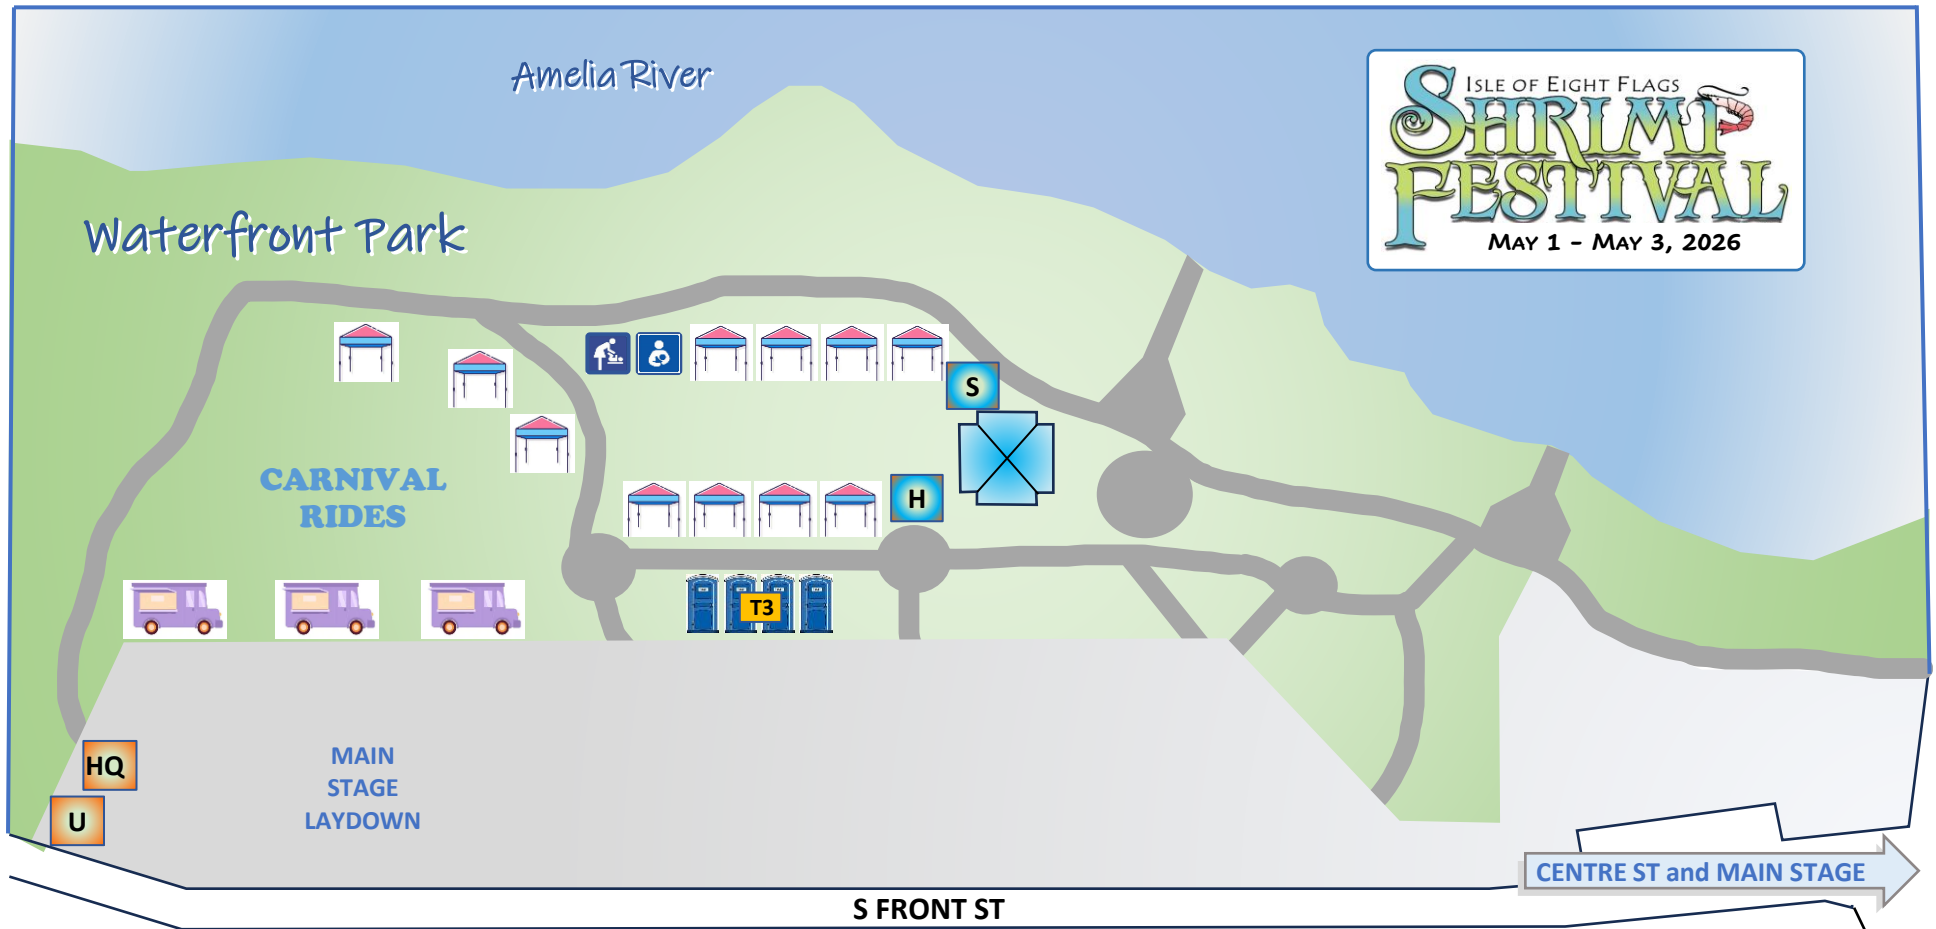 Amelia River
ISLE OF EIGHT FLAGS
SHRIMP
FESTIVAL
MAY 1 - MAY 3, 2026
Waterfront Park
S
CARNIVAL
RIDES
H
T3
HQ
MAIN
STAGE
LAYDOWN
U
CENTRE ST and MAIN STAGE
S FRONT ST